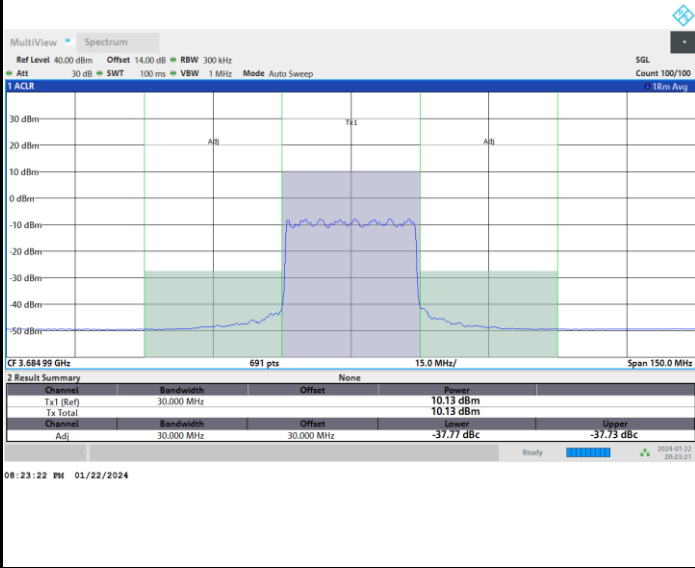 MultiView Spectrum
Ref Level 40.00 dBm Offset 14.00 dB RBW 300 kHz SGL
Att 30 dB SWT 100 ms VBW 1 MHz Mode Auto Sweep Count 100/100
1 ACLR 1Rm Avg
30 dBm
Tx1
20 dBm
Adj Adj
10 dBm
0 dBm
-10 dBm
-20 dBm
-30 dBm
-40 dBm
-50 dBm
CF 3.684 99 GHz 691 pts 15.0 MHz/ Span 150.0 MHz
2 Result Summary None
Channel Bandwidth Offset Power
Tx1 (Ref) 30.000 MHz 10.13 dBm
Tx Total 10.13 dBm
Channel Bandwidth Offset Lower Upper
Adj 30.000 MHz 30.000 MHz -37.77 dBc -37.73 dBc
Ready 2024-01-22
20:23:21
08:23:22 PM 01/22/2024